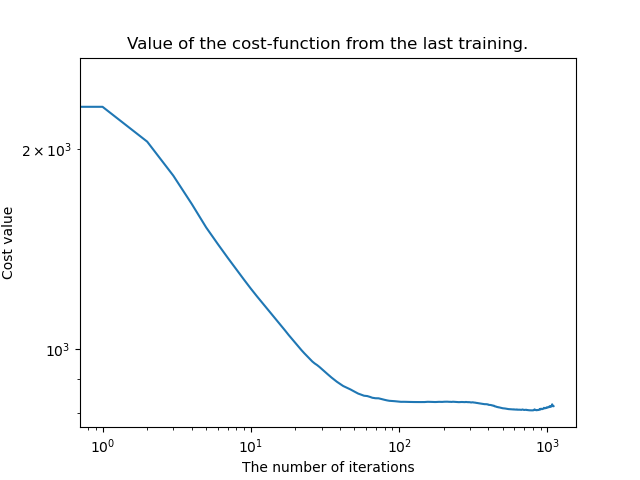 Value of the cost-function from the last training.
Cost value
2 × 10³
10³
10⁰
10¹
10²
10³
The number of iterations